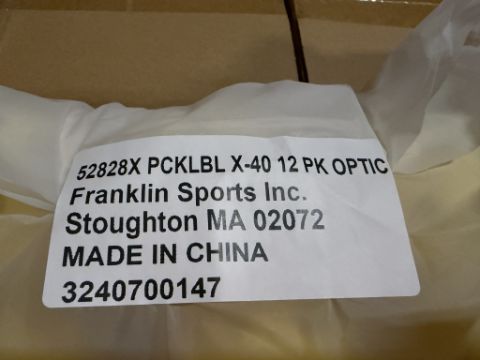 52828X PCKLBL X-40 12 PK OPTIC
Franklin Sports Inc.
Stoughton MA 02072
MADE IN CHINA
3240700147